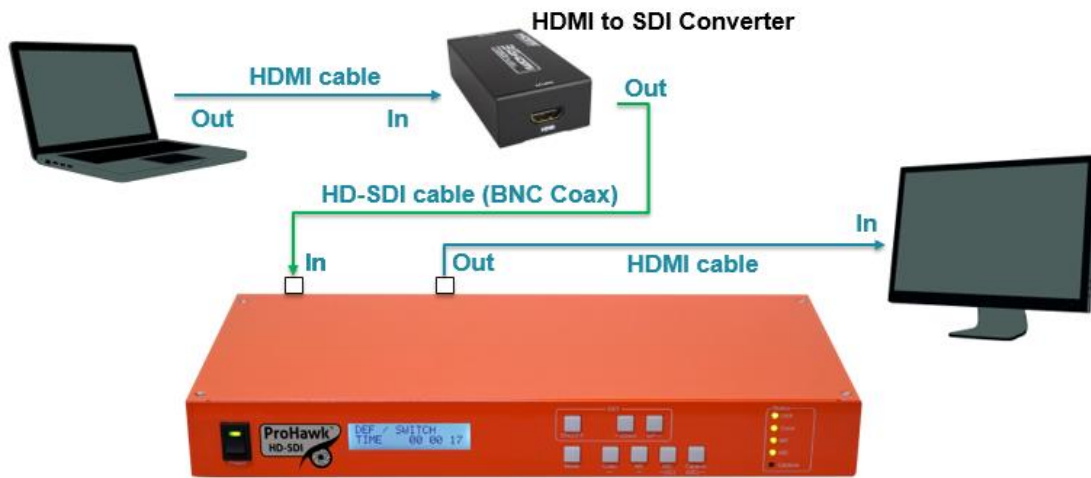 HDMI to SDI Converter
HDMI cable
Out
In
HDMI
Out
HD-SDI cable (BNC Coax)
In
Out
HDMI cable
In
ProHawk
HD-SDI
DEF / SWITCH
TIME 00 00 17